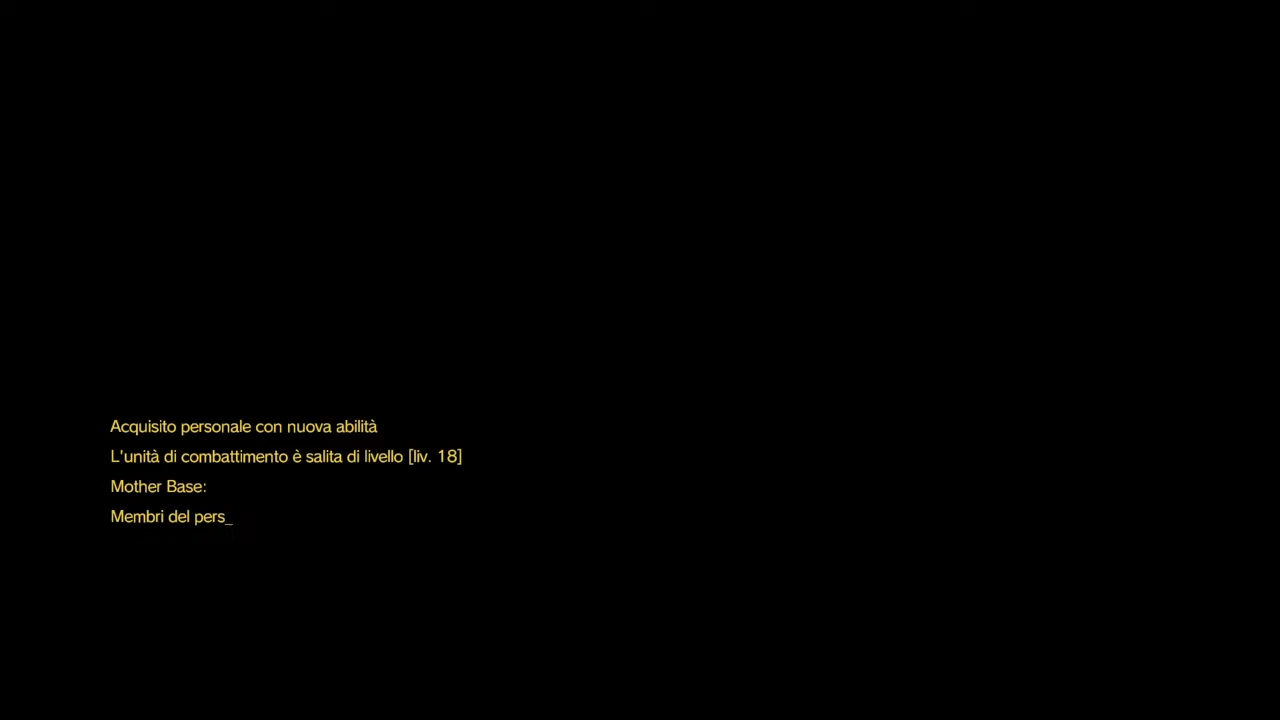 Acquisito personale con nuova abilità
L'unità di combattimento è salita di livello [liv. 18]
Mother Base:
Membri del pers_